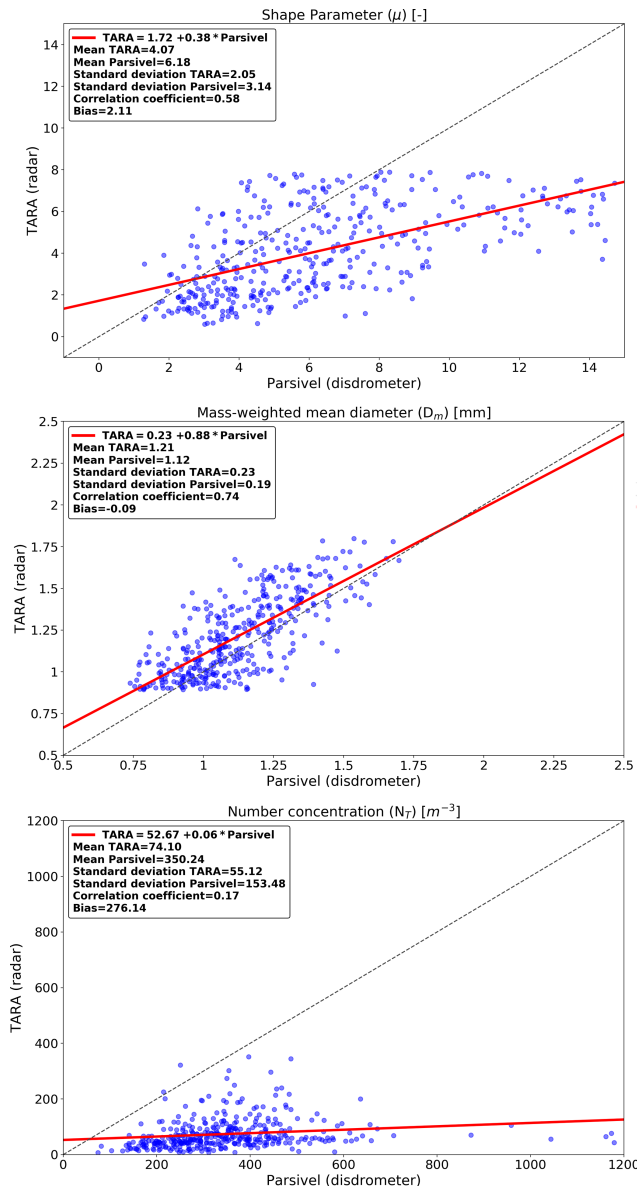 Shape Parameter (μ) [-]
TARA = 1.72 +0.38 * Parsivel
Mean TARA=4.07
Mean Parsivel=6.18
Standard deviation TARA=2.05
Standard deviation Parsivel=3.14
Correlation coefficient=0.58
Bias=2.11
14
12
10
8
6
4
2
0
TARA (radar)
0 2 4 6 8 10 12 14
Parsivel (disdrometer)
Mass-weighted mean diameter (Dₘ) [mm]
TARA = 0.23 +0.88 * Parsivel
Mean TARA=1.21
Mean Parsivel=1.12
Standard deviation TARA=0.23
Standard deviation Parsivel=0.19
Correlation coefficient=0.74
Bias=-0.09
2.5
2.25
2
1.75
1.5
1.25
1
0.75
0.5
TARA (radar)
0.5 0.75 1 1.25 1.5 1.75 2 2.25 2.5
Parsivel (disdrometer)
Number concentration (N_T) [m⁻³]
TARA = 52.67 +0.06 * Parsivel
Mean TARA=74.10
Mean Parsivel=350.24
Standard deviation TARA=55.12
Standard deviation Parsivel=153.48
Correlation coefficient=0.17
Bias=276.14
1200
1000
800
600
400
200
0
TARA (radar)
0 200 400 600 800 1000 1200
Parsivel (disdrometer)